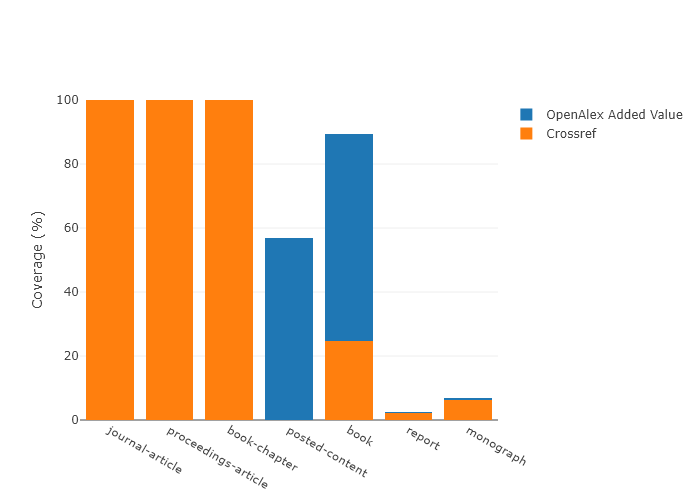 100
80
60
40
20
0
Coverage (%)
journal-article
proceedings-article
book-chapter
posted-content
book
report
monograph
OpenAlex Added Value
Crossref